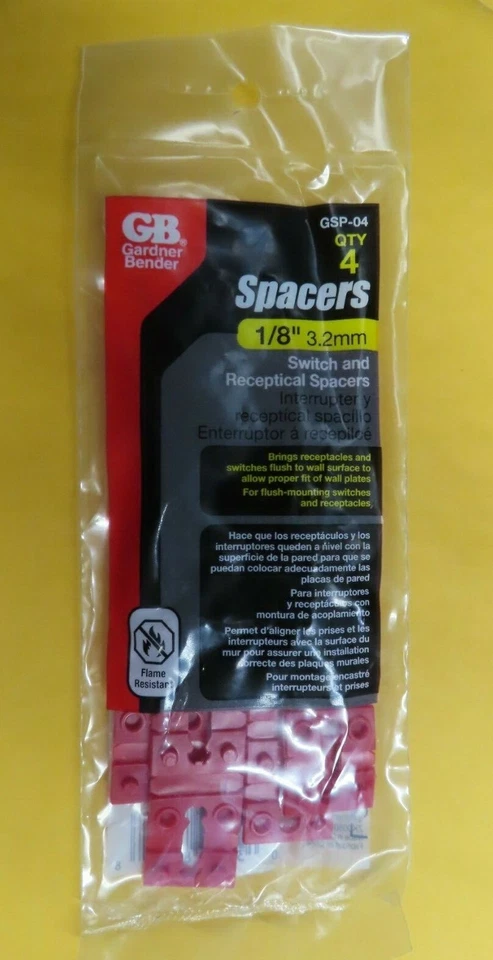 GB®
Gardner
Bender
GSP-04
QTY
4
Spacers
1/8" 3.2mm
Switch and
Receptical Spacers
Interrupter y
receptical spacilio
Enterruptor à recepilcé
Brings receptacles and
switches flush to wall surface to
allow proper fit of wall plates
For flush-mounting switches
and receptacles
Hace que los receptáculos y los
interruptores queden a ñivel con la
superficie de la pared para que se
puedan colocar adecuadamente las
placas de pared
Para interruptores
y receptáculos con
montura de acoplamiento
Permet d'aligner les prises et les
interrupteurs avec la surface du
mur pour assurer une installation
correcte des plaques murales
Pour montage encastré
interrupteurs et prises
Flame
Resistant